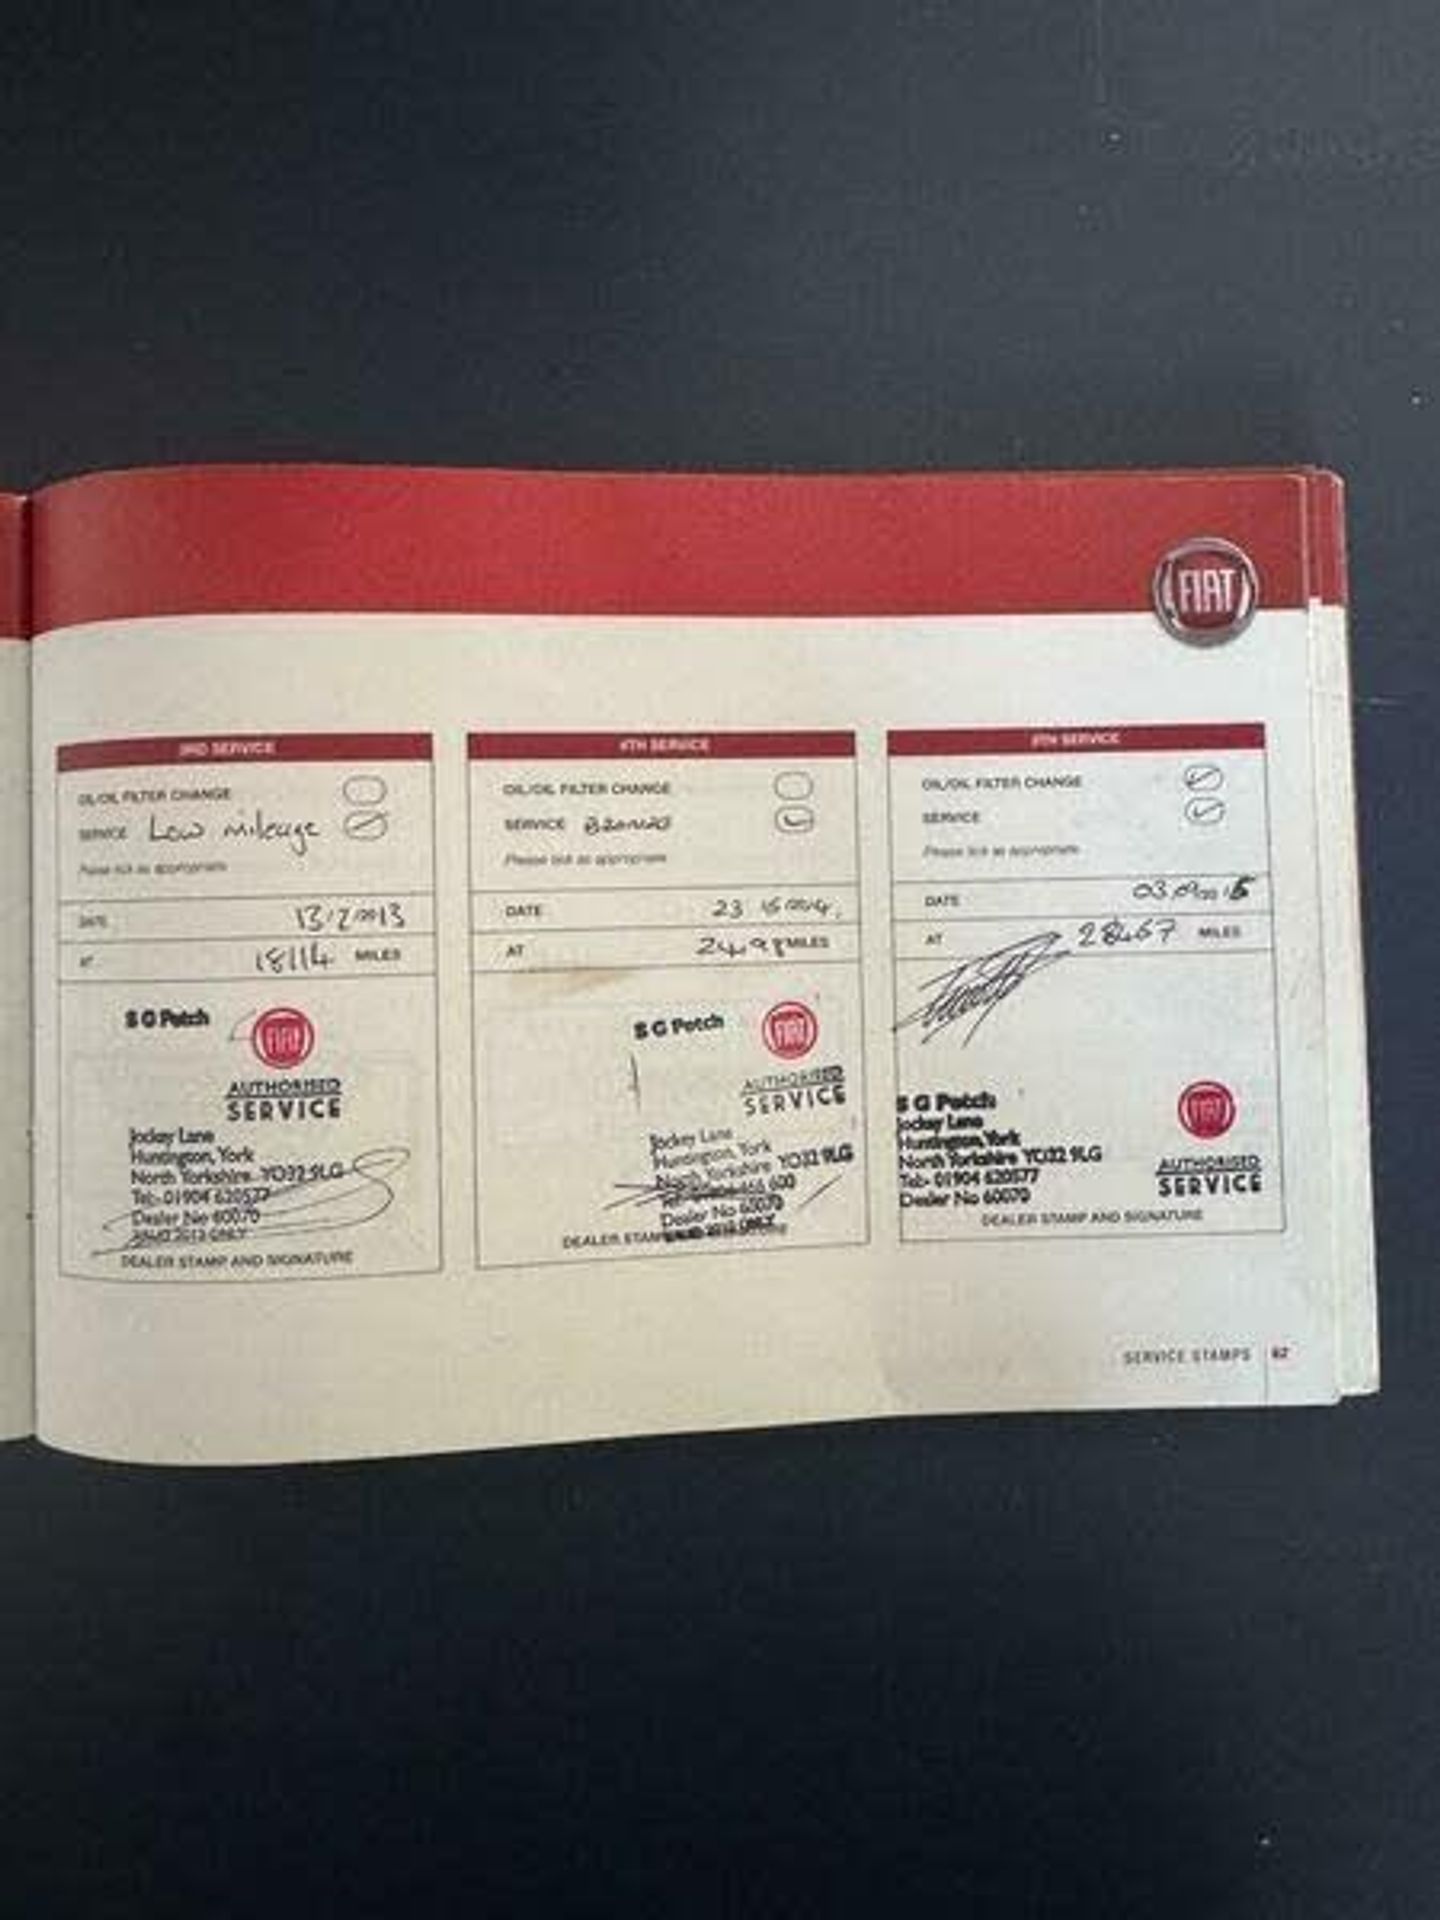 FIAT
3RD SERVICE
OIL/OIL FILTER CHANGE
SERVICE Low mileage
Please tick as appropriate
DATE 13/2/2013
AT 18114 MILES
S G Petch
FIAT
AUTHORISED
SERVICE
Jockey Lane
Huntington, York
North Yorkshire YO32 9LG
Tel:- 01904 620577
Dealer No 60070
VALID 2013 ONLY
DEALER STAMP AND SIGNATURE
4TH SERVICE
OIL/OIL FILTER CHANGE
SERVICE
Please tick as appropriate
DATE 23
AT MILES
S G Petch
FIAT
AUTHORISED
SERVICE
Jockey Lane
Huntington, York
North Yorkshire YO32 9LG
Dealer No 60070
DEALER STAMP
5TH SERVICE
OIL/OIL FILTER CHANGE
SERVICE
Please tick as appropriate
DATE
AT 28467 MILES
S G Petch
Jockey Lane
Huntington, York
North Yorkshire YO32 9LG
Tel:- 01904 620577
Dealer No 60070
FIAT
AUTHORISED
SERVICE
DEALER STAMP AND SIGNATURE
SERVICE STAMPS 62